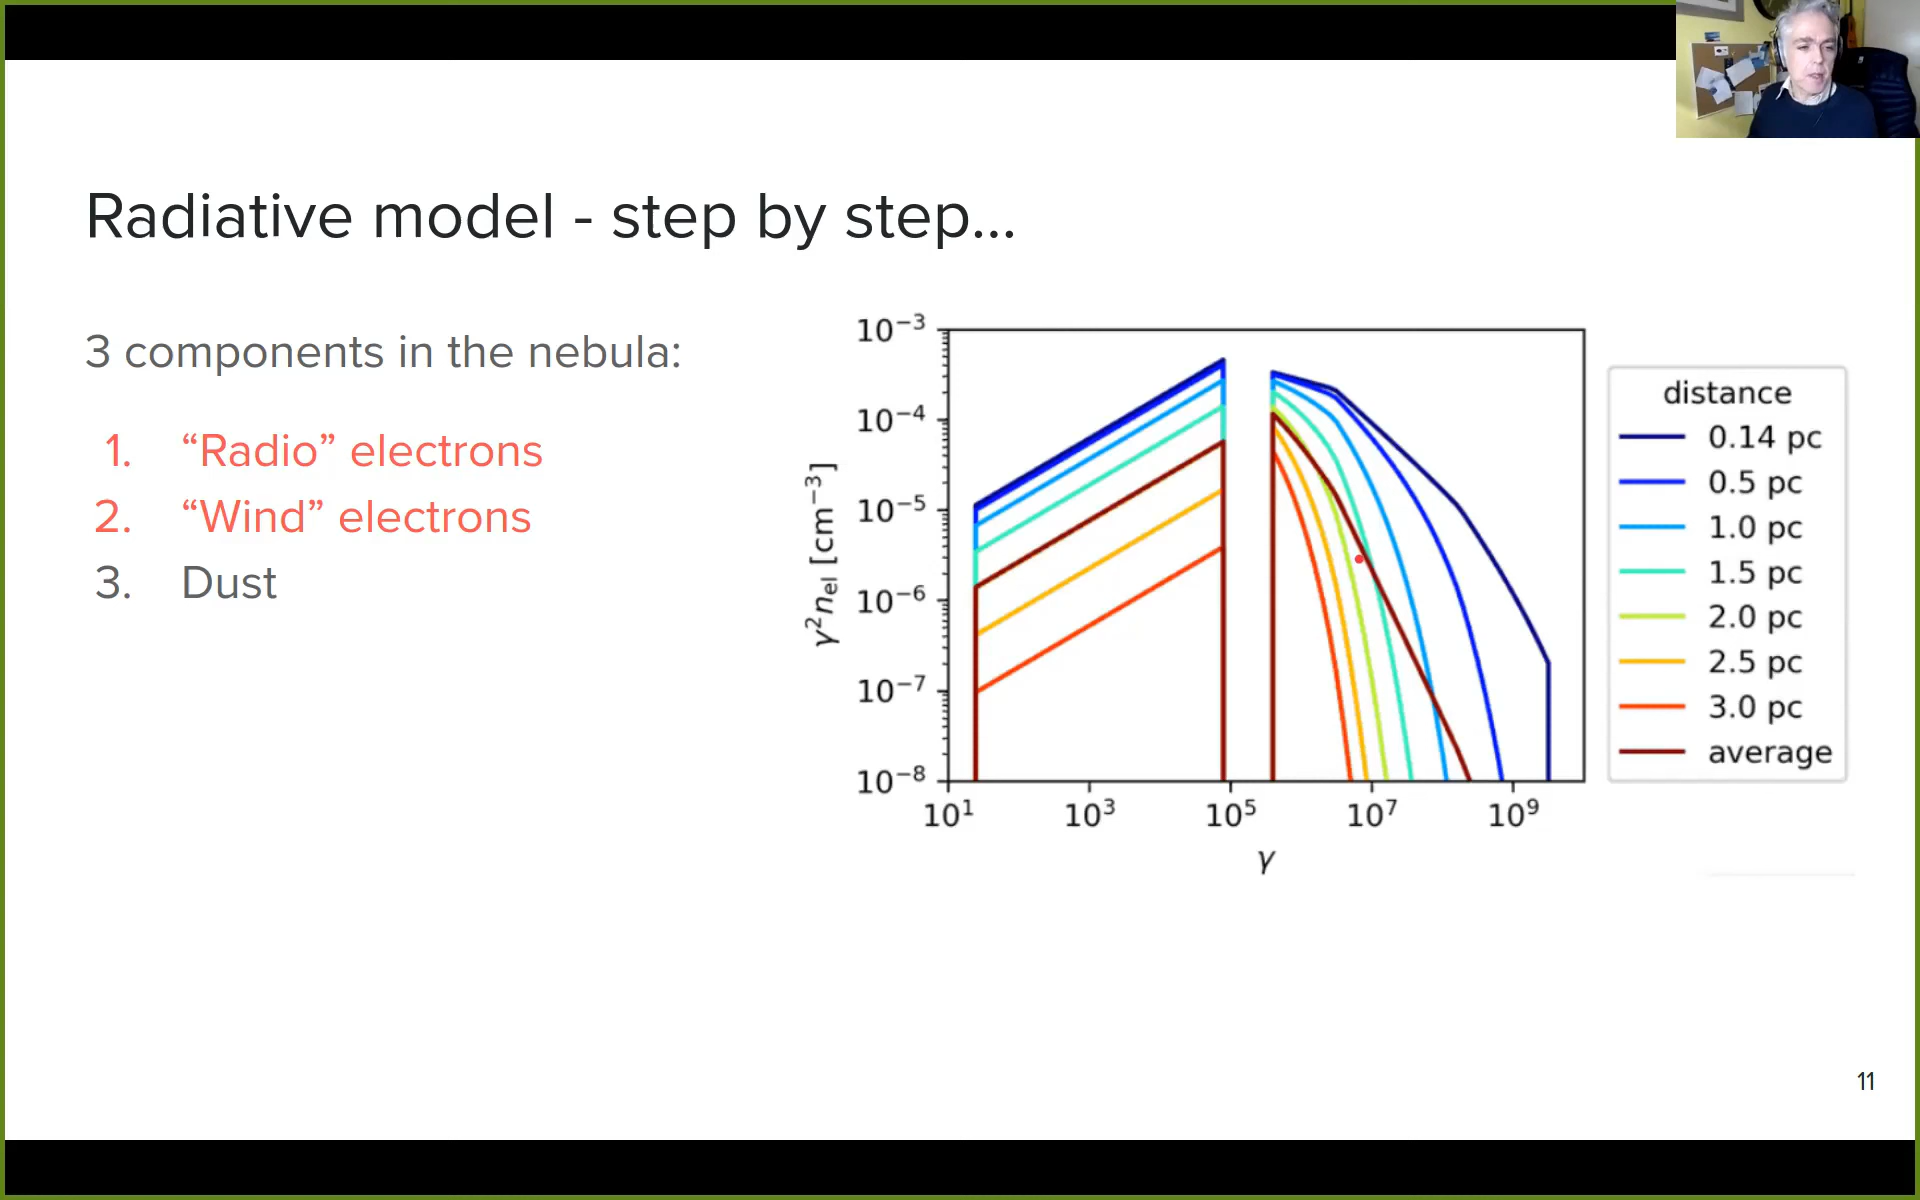 Radiative model - step by step...
3 components in the nebula:
1. “Radio” electrons
2. “Wind” electrons
3. Dust
10⁻³
10⁻⁴
10⁻⁵
10⁻⁶
10⁻⁷
10⁻⁸
γ²nₑₗ [cm⁻³]
10¹ 10³ 10⁵ 10⁷ 10⁹
γ
distance
0.14 pc
0.5 pc
1.0 pc
1.5 pc
2.0 pc
2.5 pc
3.0 pc
average
11